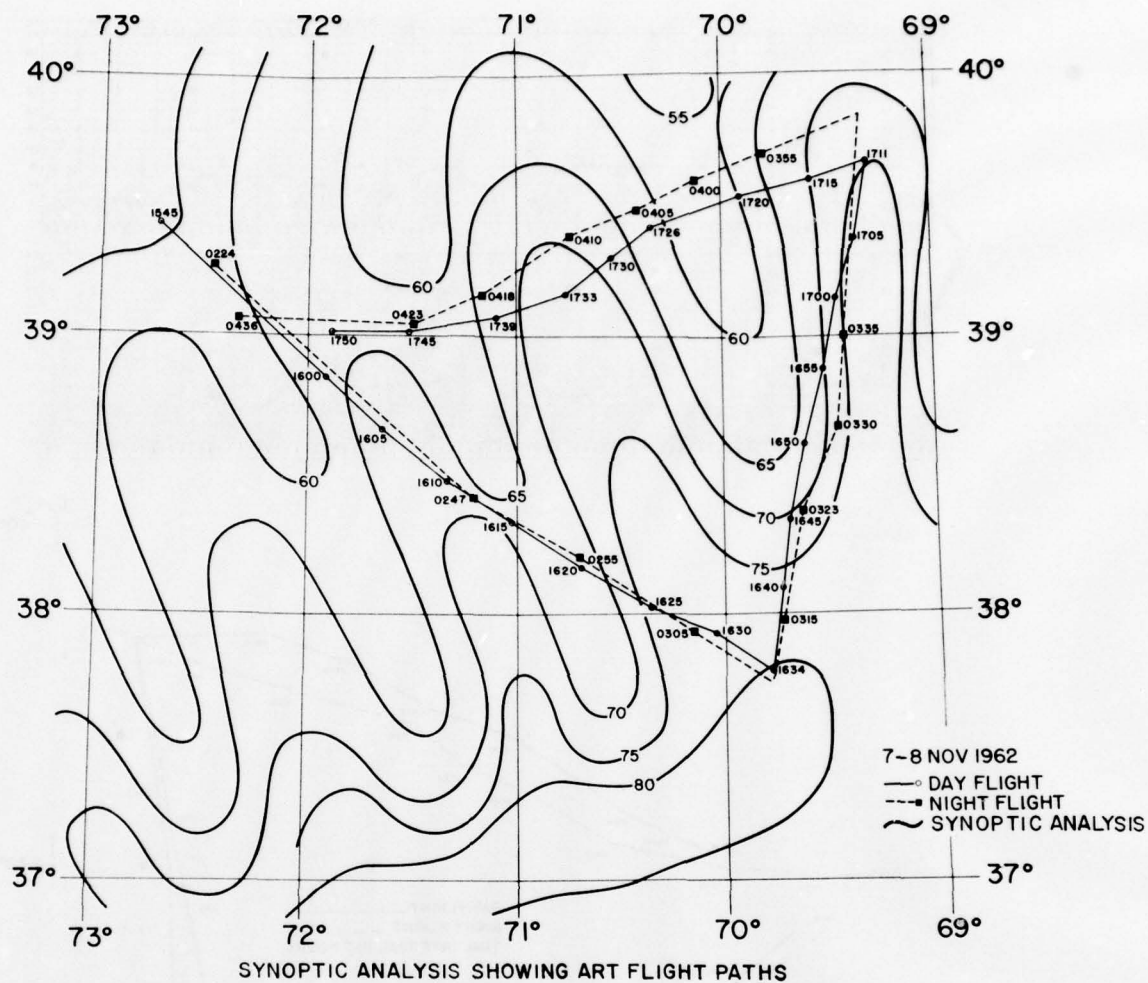 73° 72° 71° 70° 69°
40° 40°
55
0355
1711
0400 1715
1545 0405 1720
0410 1726 1705
0224 1730
60 0418 1733 1700
0436 0423
39° 1750 1745 1739 60 0335 39°
1600 1655
1605 0330
1650
65
60 1610 65
0247 0323
1615 70 1645
0255 75
1620 1640
38° 1625 0315 38°
0305 1630
1634
70
75
80
7-8 NOV 1962
DAY FLIGHT
NIGHT FLIGHT
SYNOPTIC ANALYSIS
37° 37°
73° 72° 71° 70° 69°
SYNOPTIC ANALYSIS SHOWING ART FLIGHT PATHS